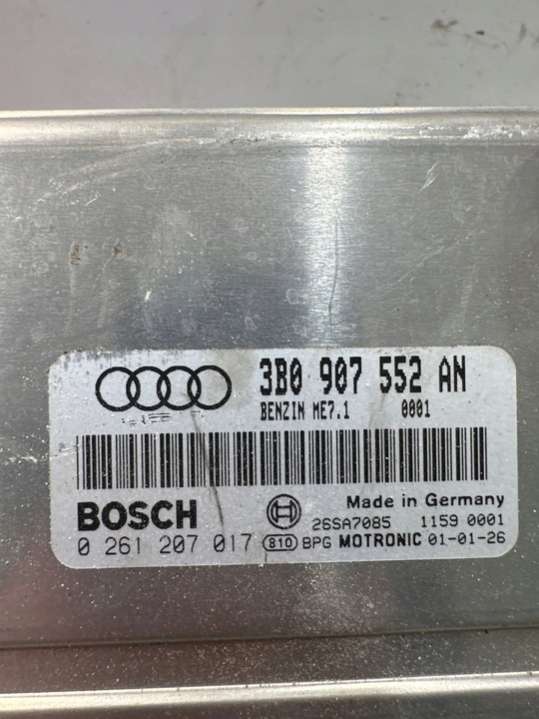 3B0 907 552 AN
BENZIN ME7.1 0001
BOSCH
Made in Germany
26SA7085 1159 0001
0 261 207 017 810 BPG MOTRONIC 01-01-26